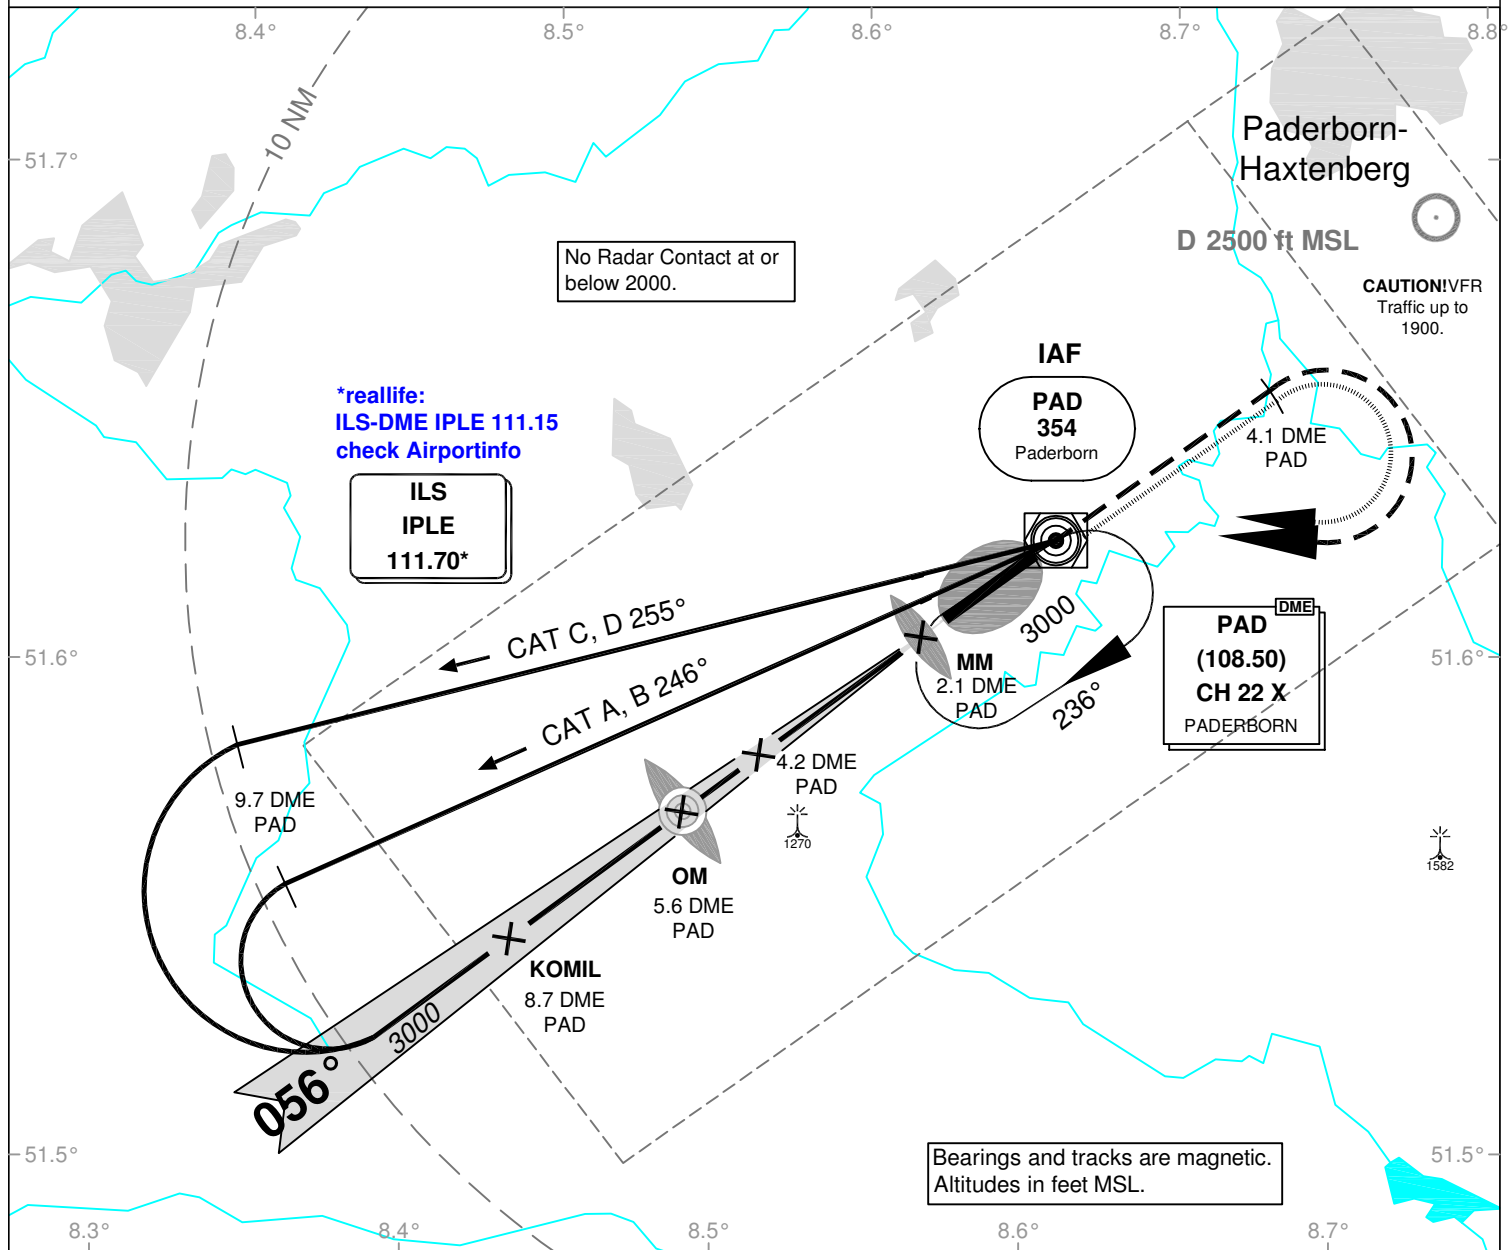 8.4°
8.5°
8.6°
8.7°
8.8°
10 NM
51.7°
Paderborn-
Haxtenberg
D 2500 ft MSL
CAUTION!VFR
Traffic up to
1900.
No Radar Contact at or
below 2000.
IAF
PAD
354
Paderborn
*reallife:
ILS-DME IPLE 111.15
check Airportinfo
ILS
IPLE
111.70*
4.1 DME
PAD
CAT C, D 255°
CAT A, B 246°
3000
236°
DME
PAD
(108.50)
CH 22 X
PADERBORN
51.6°
51.6°
MM
2.1 DME
PAD
4.2 DME
PAD
1270
1582
9.7 DME
PAD
OM
5.6 DME
PAD
KOMIL
8.7 DME
PAD
3000
056°
51.5°
51.5°
Bearings and tracks are magnetic.
Altitudes in feet MSL.
8.3°
8.4°
8.5°
8.6°
8.7°